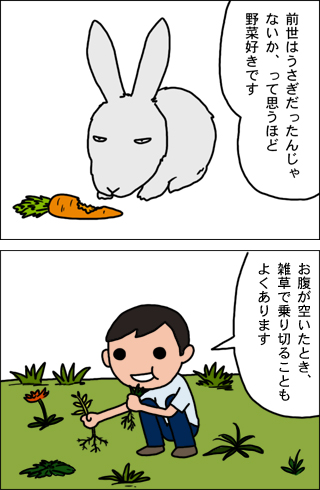 前世はうさぎだったんじゃ
ないか、って思うほど
野菜好きです
お腹が空いたとき、
雑草で乗り切ることも
よくあります